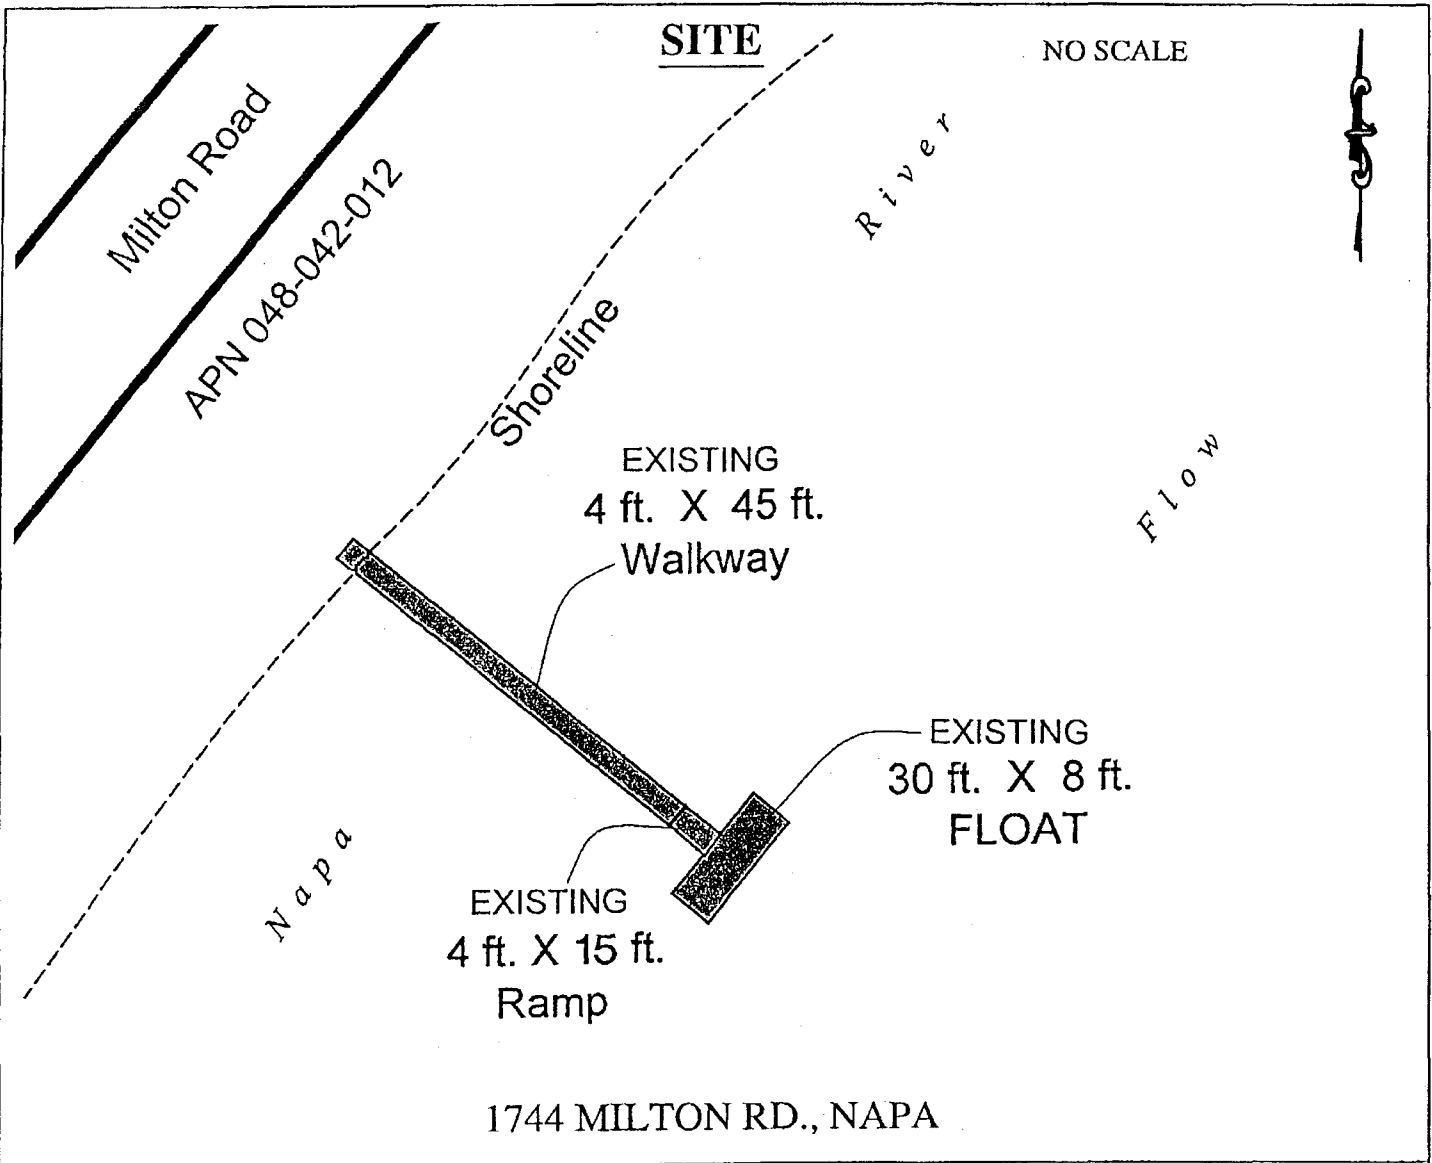 SITE
NO SCALE
Milton Road
APN 048-042-012
Shoreline
River
Flow
EXISTING
4 ft. X 45 ft.
Walkway
EXISTING
30 ft. X 8 ft.
FLOAT
Napa
EXISTING
4 ft. X 15 ft.
Ramp
1744 MILTON RD., NAPA